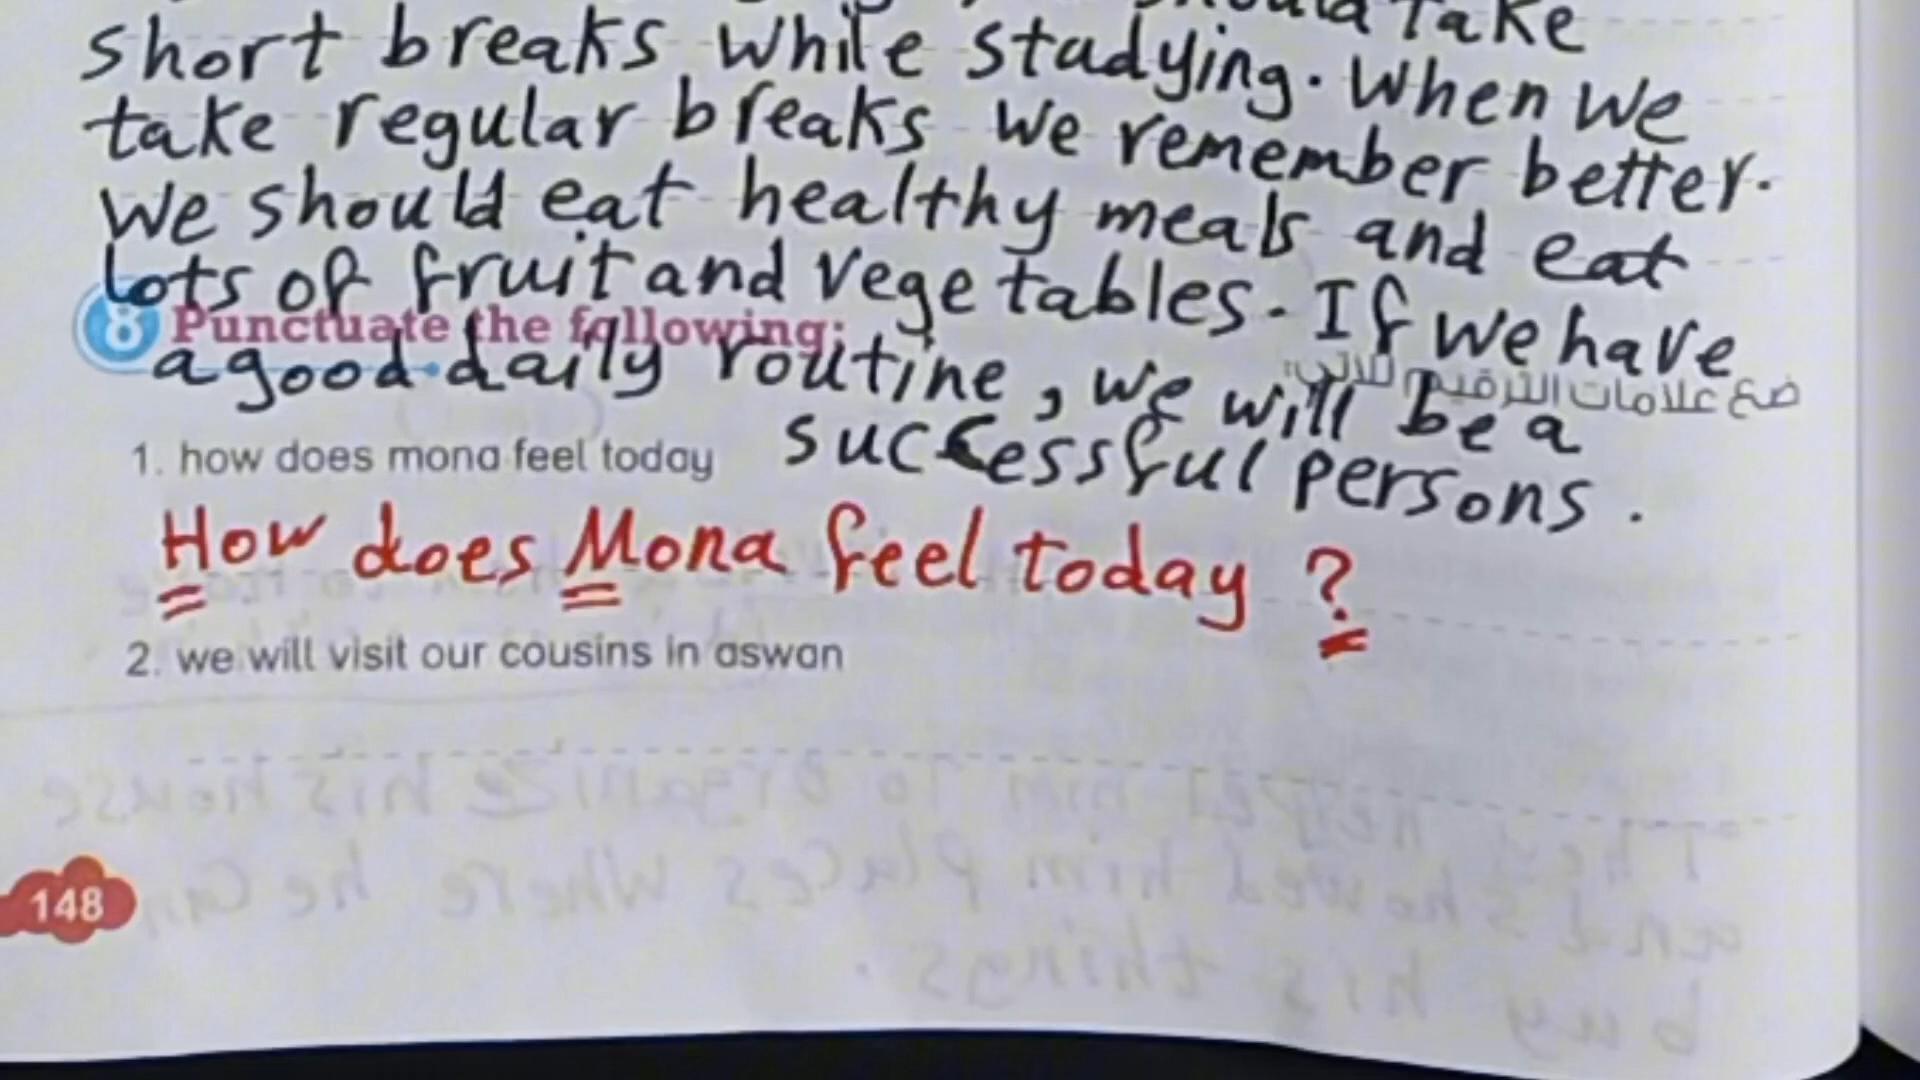 should take
short breaks while studying. When we
take regular breaks we remember better.
We should eat healthy meals and eat
lots of fruit and vegetables. If we have
8 Punctuate the following:
a good daily routine, we will be a
ضع علامات الترقيم للآتي:
successful persons.
1. how does mona feel today
How does Mona feel today ?
2. we will visit our cousins in aswan
148